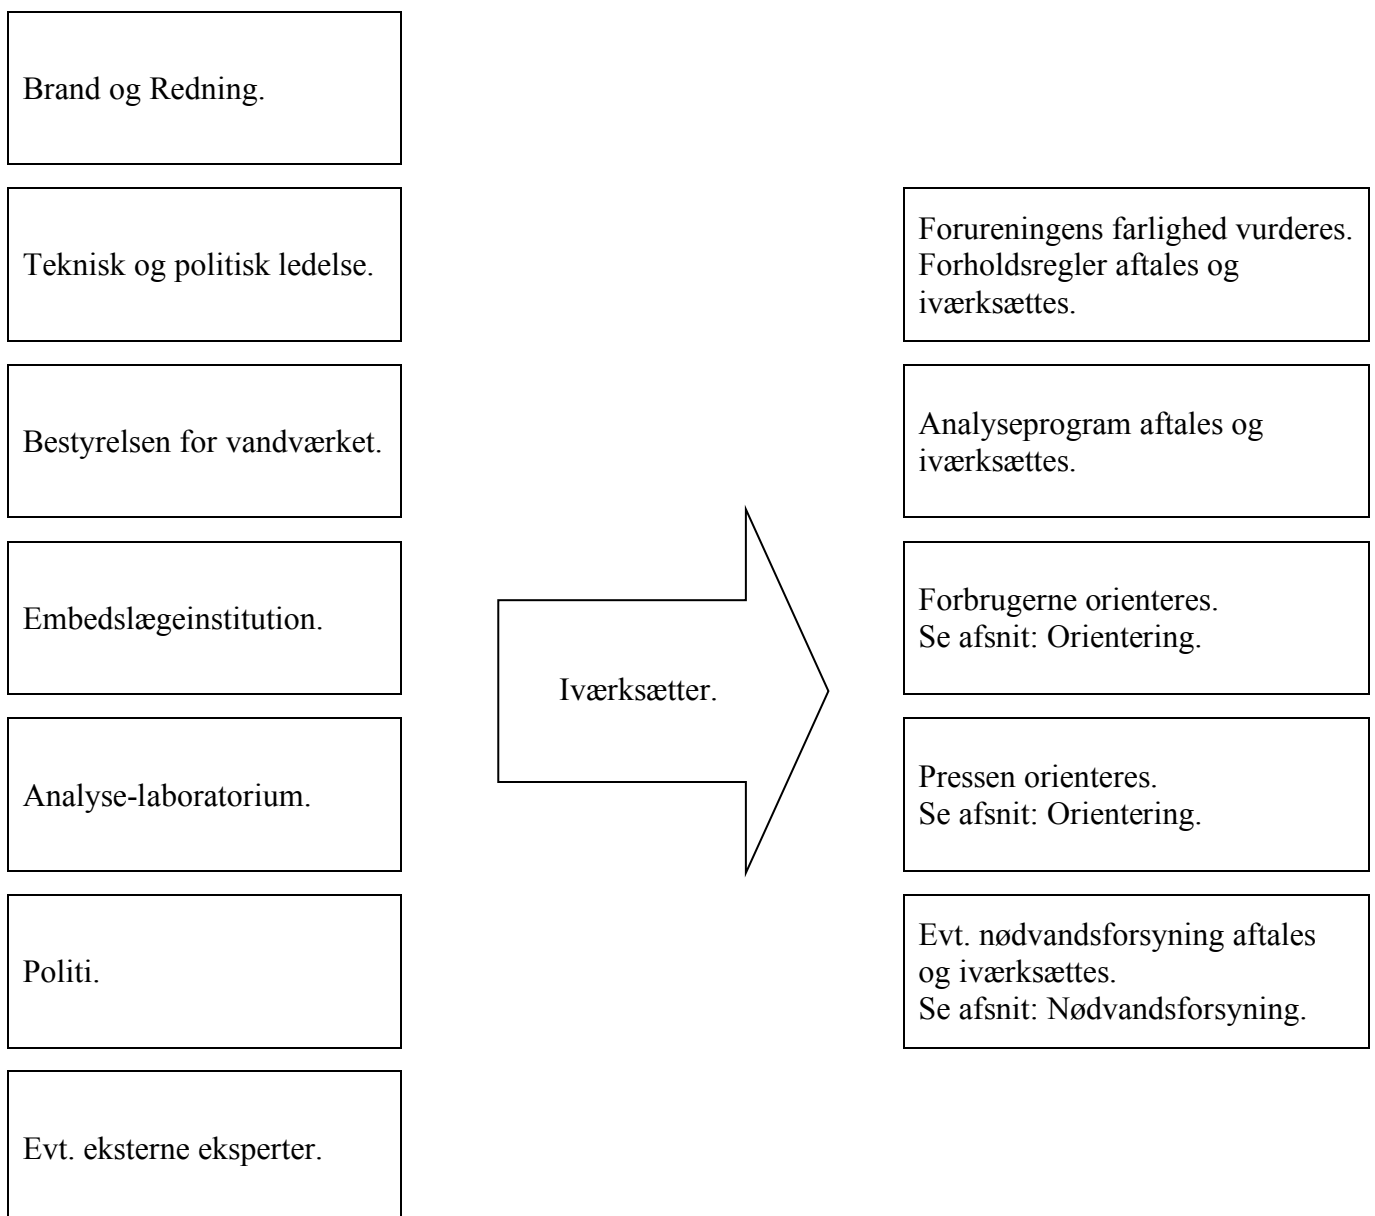 Brand og Redning.
Teknisk og politisk ledelse.
Bestyrelsen for vandværket.
Embedslægeinstitution.
Analyse-laboratorium.
Politi.
Evt. eksterne eksperter.
Iværksætter.
Forureningens farlighed vurderes.
Forholdsregler aftales og
iværksættes.
Analyseprogram aftales og
iværksættes.
Forbrugerne orienteres.
Se afsnit: Orientering.
Pressen orienteres.
Se afsnit: Orientering.
Evt. nødvandsforsyning aftales
og iværksættes.
Se afsnit: Nødvandsforsyning.